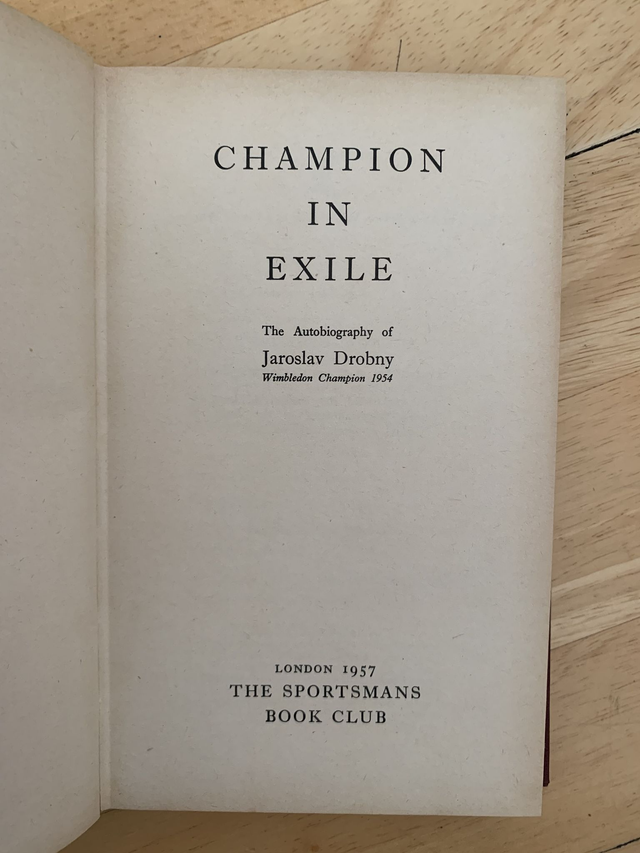 CHAMPION
IN
EXILE
The Autobiography of
Jaroslav Drobny
Wimbledon Champion 1954
LONDON 1957
THE SPORTSMANS
BOOK CLUB